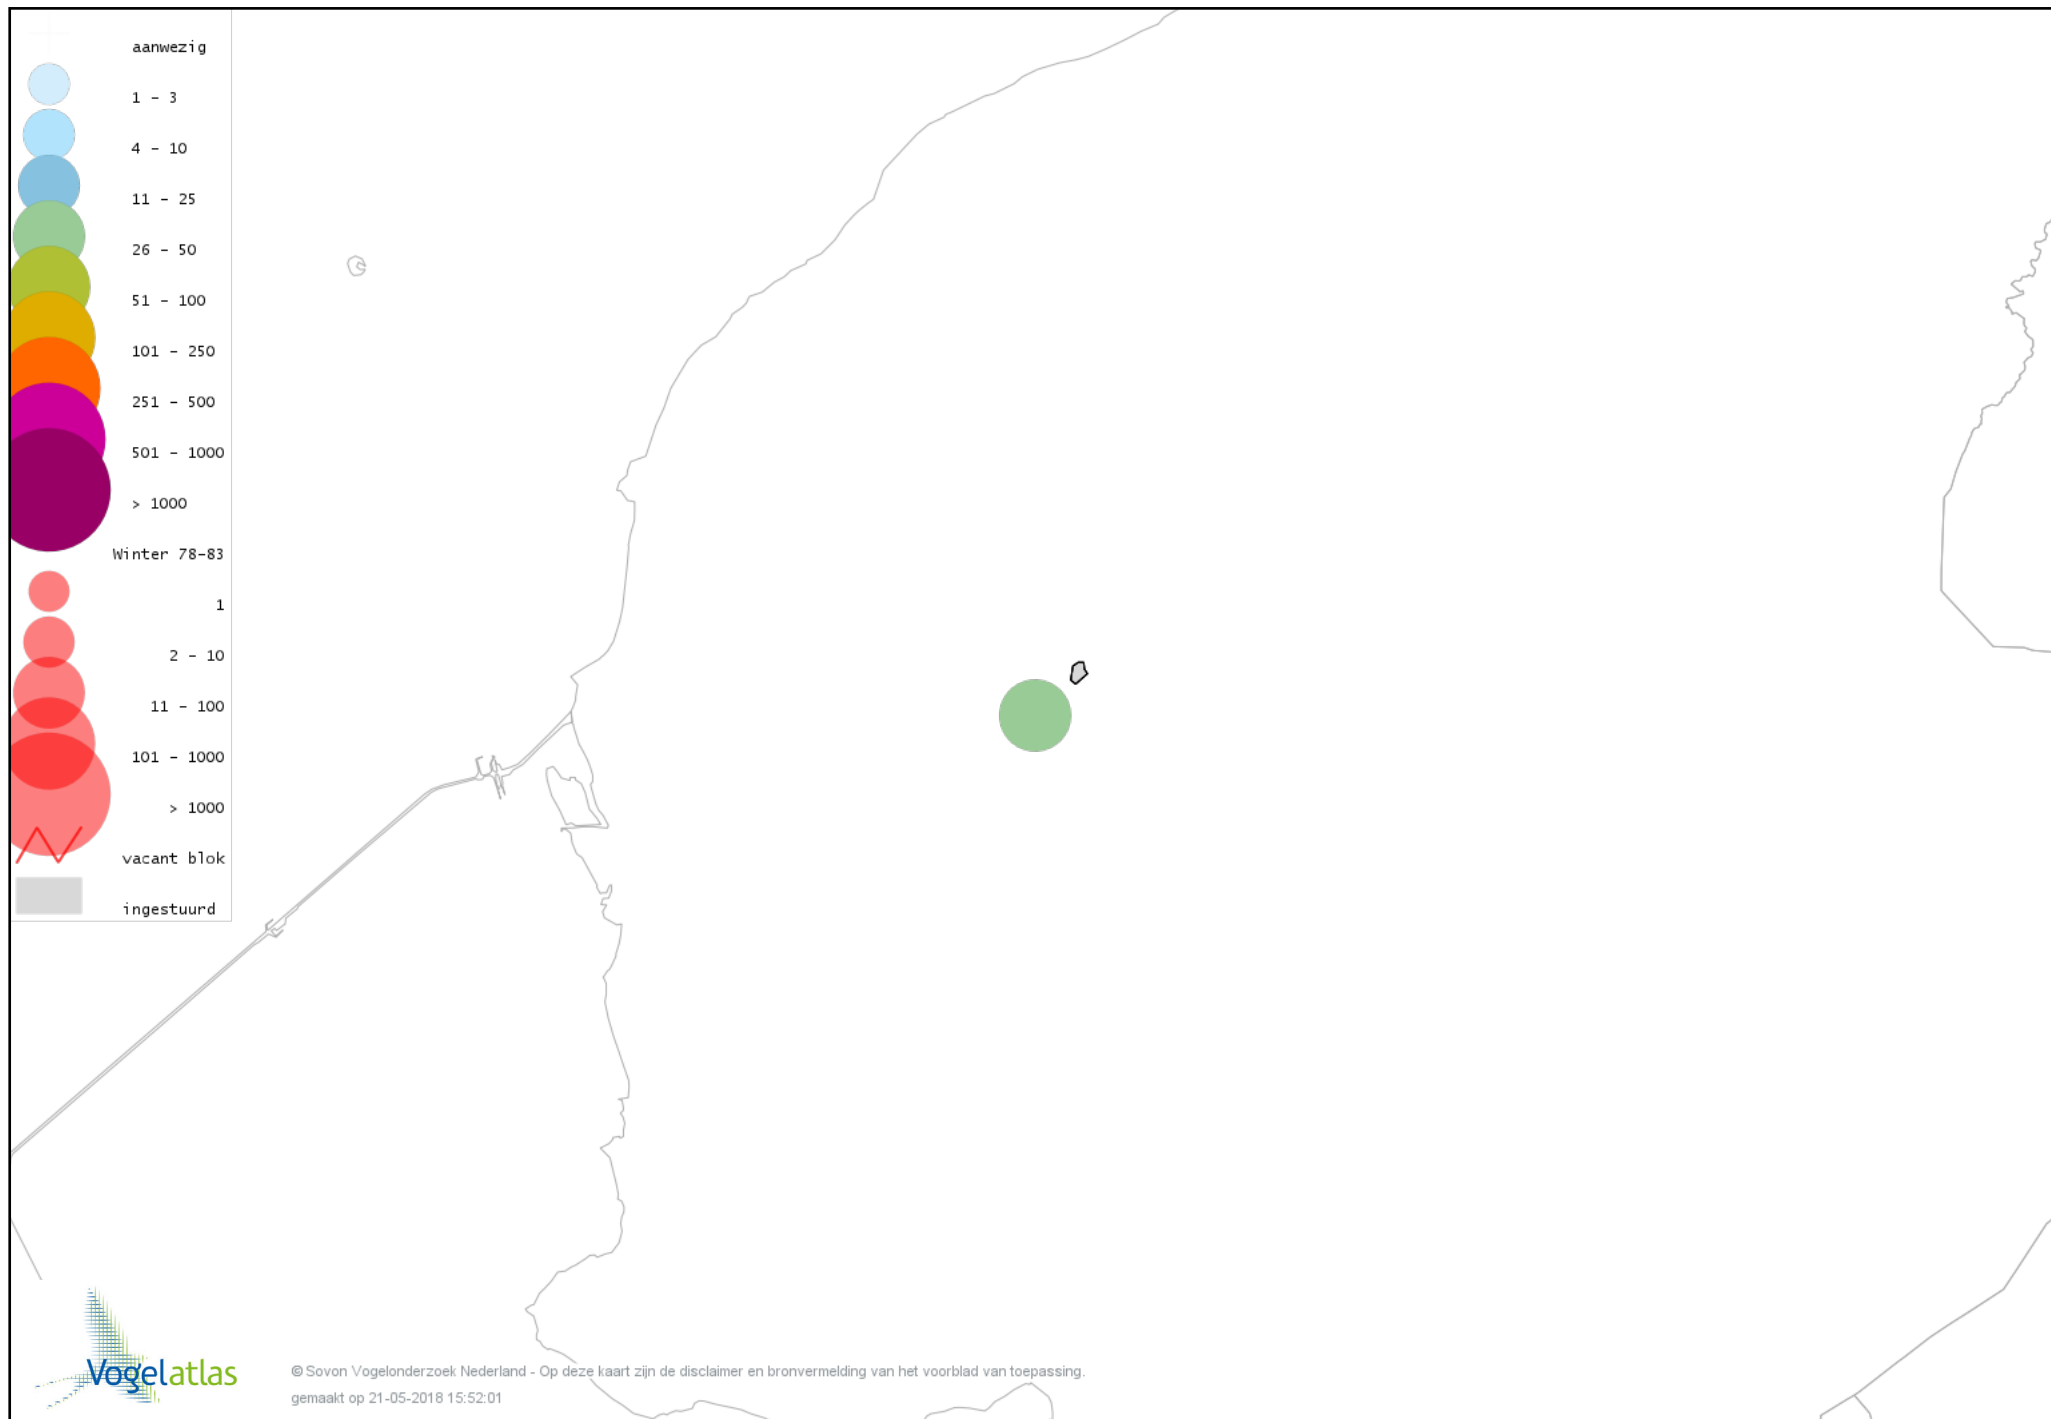 aanwezig
1 - 3
4 - 10
11 - 25
26 - 50
51 - 100
101 - 250
251 - 500
501 - 1000
> 1000
Winter 78-83
1
2 - 10
11 - 100
101 - 1000
> 1000
vacant blok
ingestuurd
Vogelatlas
© Sovon Vogelonderzoek Nederland - Op deze kaart zijn de disclaimer en bronvermelding van het voorblad van toepassing.
gemaakt op 21-05-2018 15:52:01